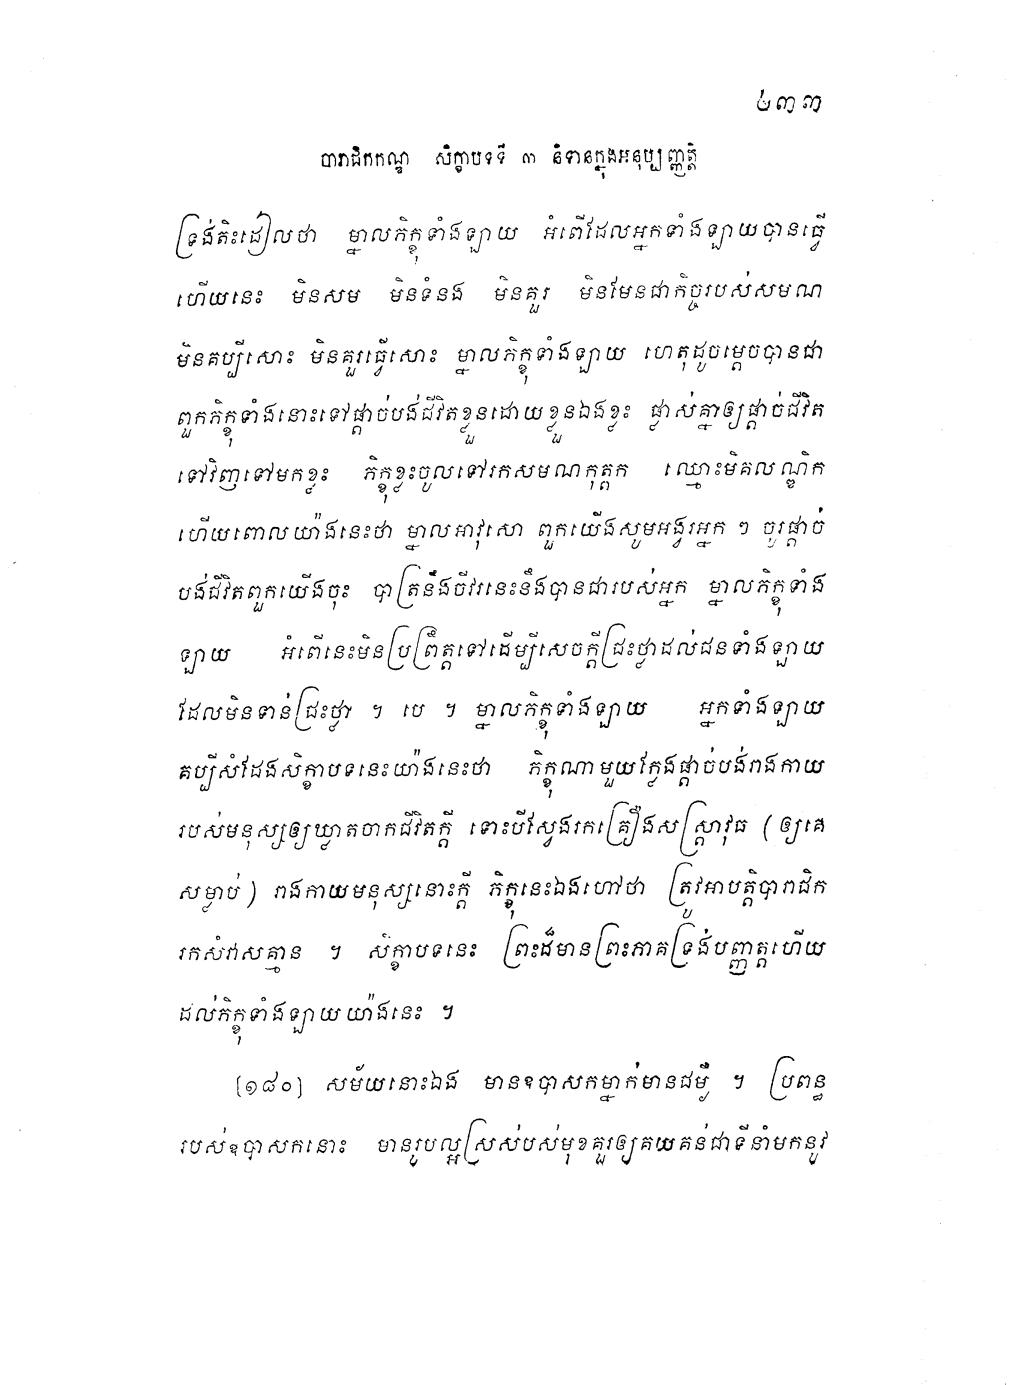 ៤៣៣
បារាជិកកណ្ឌ សិក្ខាបទទី ៣ និទានក្នុងអនុប្បញ្ញត្តិ
ទ្រង់តិះដៀលថា ម្នាលភិក្ខុទាំងឡាយ អំពើដែលអ្នកទាំងឡាយបានធ្វើ
ហើយនេះ មិនសម មិនទំនង មិនគួរ មិនមែនជាកិច្ចរបស់សមណ
មិនគប្បីសោះ មិនគួរធ្វើសោះ ម្នាលភិក្ខុទាំងឡាយ ហេតុដូចម្តេចបានជា
ពួកភិក្ខុទាំងនោះទៅផ្តាច់បង់ជីវិតខ្លួនដោយខ្លួនឯងខ្លះ ផ្លាស់គ្នាឲ្យផ្តាច់ជីវិត
ទៅវិញទៅមកខ្លះ ភិក្ខុខ្លះចូលទៅរកសមណកុត្តក ឈ្មោះមិគលណ្ឌិក
ហើយពោលយ៉ាងនេះថា ម្នាលអាវុសោ ពួកយើងសូមអង្វរអ្នក ៗ ចូរផ្តាច់
បង់ជីវិតពួកយើងចុះ បាត្រនឹងចីវរនេះនឹងបានជារបស់អ្នក ម្នាលភិក្ខុទាំង
ឡាយ អំពើនេះមិនប្រព្រឹត្តទៅដើម្បីសេចក្តីជ្រះថ្លាដល់ជនទាំងឡាយ
ដែលមិនទាន់ជ្រះថ្លា ។ បេ ។ ម្នាលភិក្ខុទាំងឡាយ អ្នកទាំងឡាយ
គប្បីសំដែងសិក្ខាបទនេះយ៉ាងនេះថា ភិក្ខុណាមួយក្លែងផ្តាច់បង់រាងកាយ
របស់មនុស្សឲ្យឃ្លាតចាកជីវិតក្តី ទោះបីស្វែងរកគ្រឿងសស្ត្រាវុធ (ឲ្យគេ
សម្លាប់) រាងកាយមនុស្សនោះក្តី ភិក្ខុនេះឯងហៅថា ត្រូវអាបត្តិបារាជិក
រកសំវាសគ្មាន ។ សិក្ខាបទនេះ ព្រះដ៏មានព្រះភាគទ្រង់បញ្ញត្តហើយ
ដល់ភិក្ខុទាំងឡាយយ៉ាងនេះ ។
[១៨០] សម័យនោះឯង មានឧបាសកម្នាក់មានជម្ងឺ ។ ប្រពន្ធ
របស់ឧបាសកនោះ មានរូបល្អស្រស់បស់មុខគួរឲ្យគយគន់ជាទីនាំមកនូវ